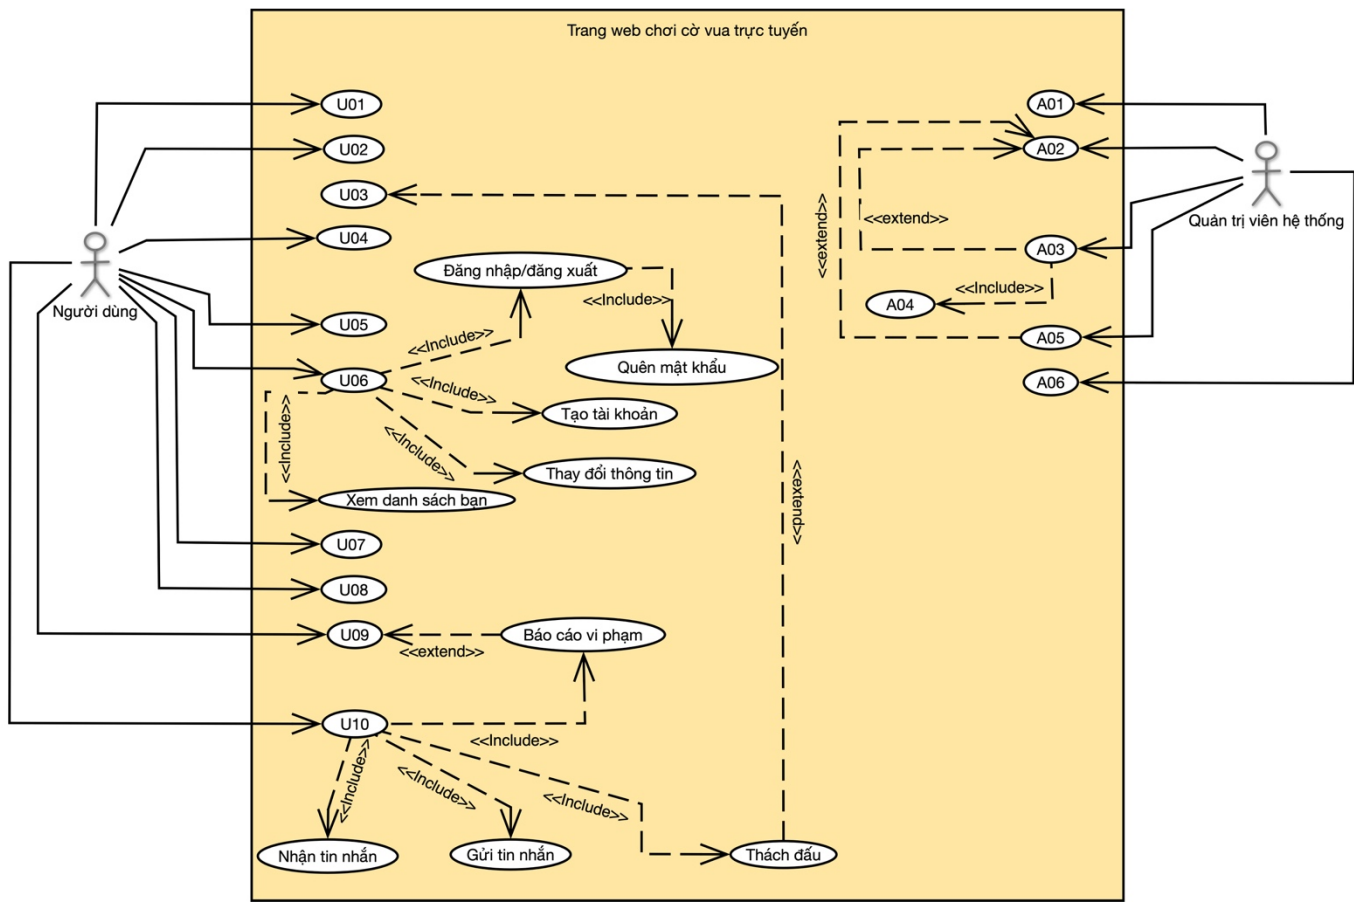 Trang web chơi cờ vua trực tuyến
U01
A01
U02
A02
U03
<<extend>>
Quản trị viên hệ thống
U04
<<extend>>
A03
Đăng nhập/đăng xuất
<<Include>>
<<Include>>
A04
Người dùng
U05
A05
<<Include>>
Quên mật khẩu
U06
A06
<<Include>>
Tạo tài khoản
<<Include>>
<<Include>>
Thay đổi thông tin
Xem danh sách bạn
<<extend>>
U07
U08
U09
Báo cáo vi phạm
<<extend>>
U10
<<Include>>
<<Include>>
<<Include>>
<<Include>>
Nhận tin nhắn
Gửi tin nhắn
Thách đấu